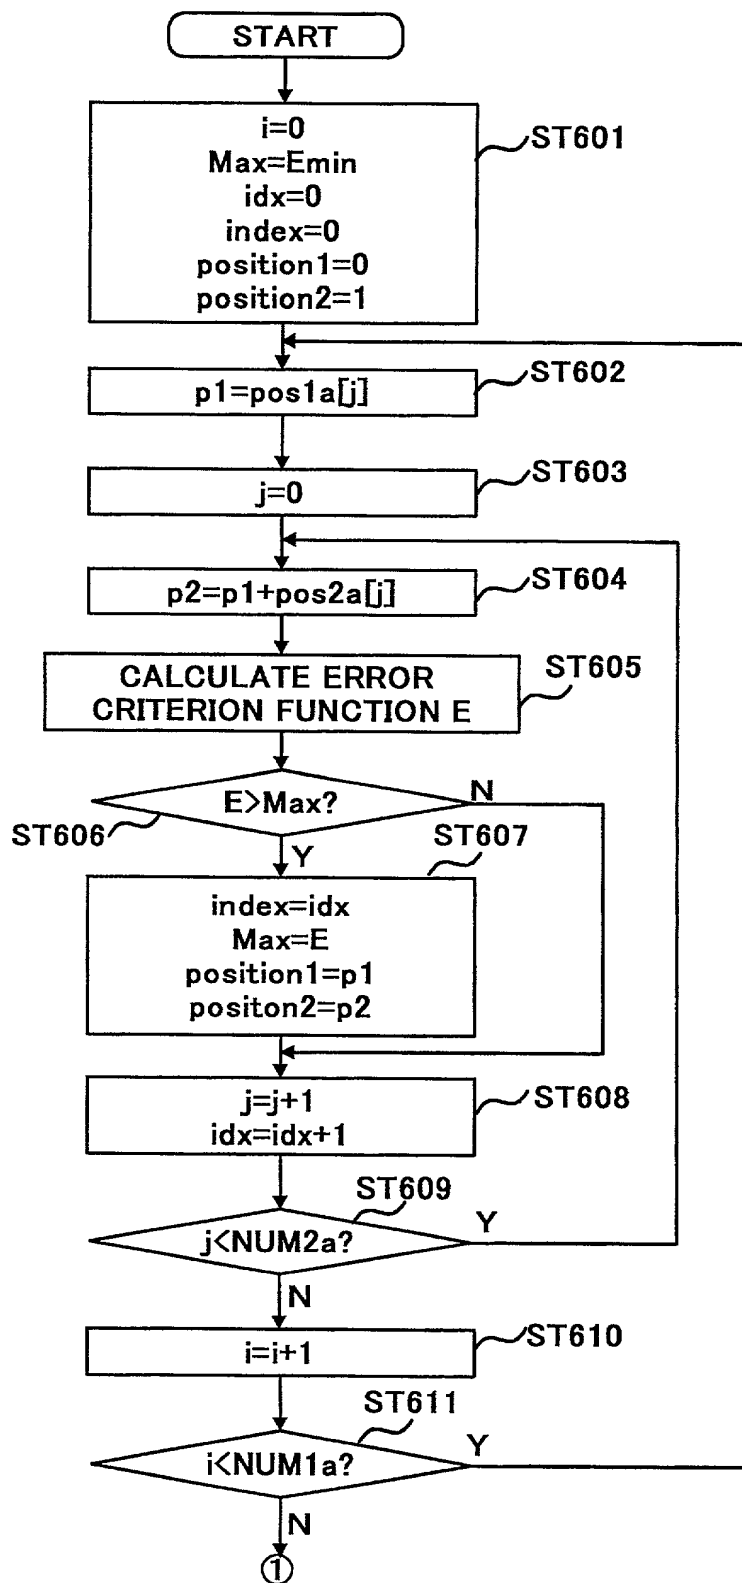 START
i=0
Max=Emin
idx=0
index=0
position1=0
position2=1
ST601
p1=pos1a[j]
ST602
j=0
ST603
p2=p1+pos2a[j]
ST604
CALCULATE ERROR
CRITERION FUNCTION E
ST605
E>Max?
N
ST606
Y
ST607
index=idx
Max=E
position1=p1
positon2=p2
j=j+1
idx=idx+1
ST608
ST609
j<NUM2a?
Y
N
i=i+1
ST610
ST611
i<NUM1a?
Y
N
①